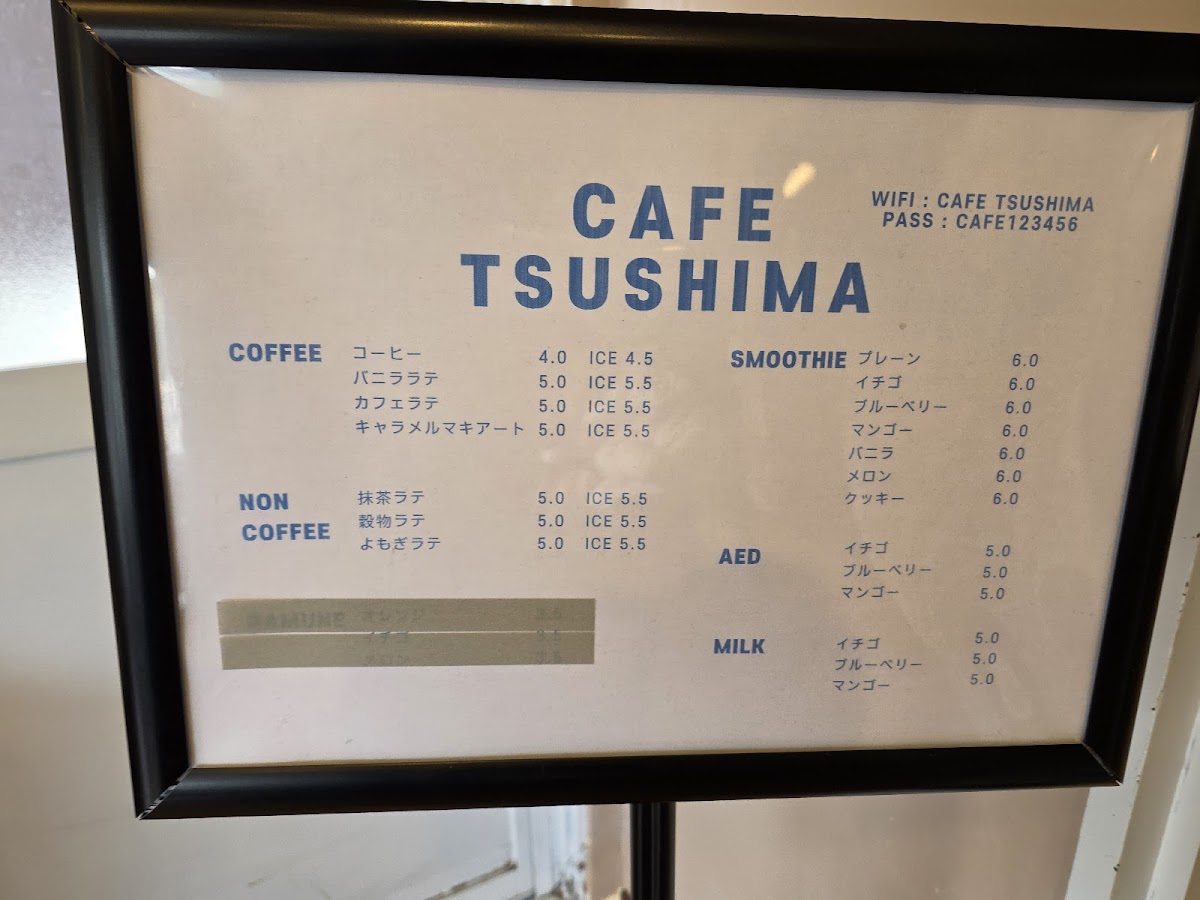 CAFE
TSUSHIMA
WIFI : CAFE TSUSHIMA
PASS : CAFE123456
COFFEE コーヒー 4.0 ICE 4.5
バニララテ 5.0 ICE 5.5
カフェラテ 5.0 ICE 5.5
キャラメルマキアート 5.0 ICE 5.5
NON COFFEE 抹茶ラテ 5.0 ICE 5.5
穀物ラテ 5.0 ICE 5.5
よもぎラテ 5.0 ICE 5.5
RAMUNE オレンジ
イチゴ
SMOOTHIE プレーン 6.0
イチゴ 6.0
ブルーベリー 6.0
マンゴー 6.0
バニラ 6.0
メロン 6.0
クッキー 6.0
AED イチゴ 5.0
ブルーベリー 5.0
マンゴー 5.0
MILK イチゴ 5.0
ブルーベリー 5.0
マンゴー 5.0